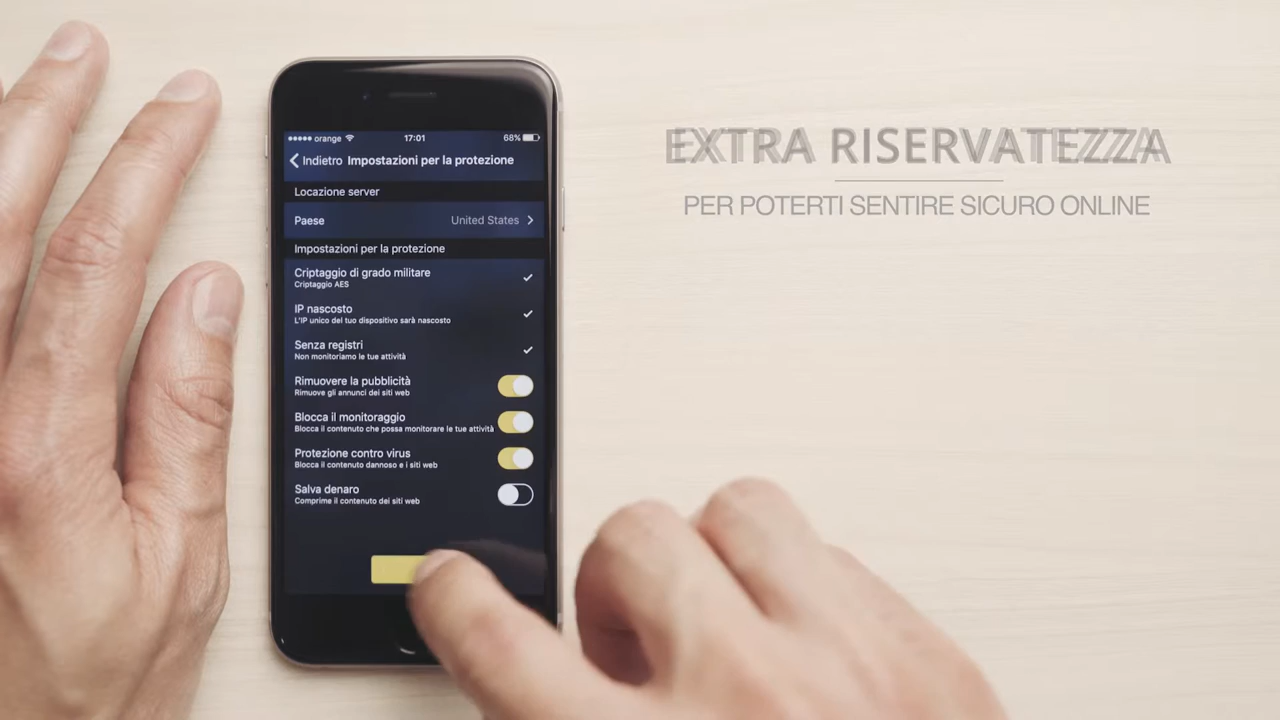 orange 17:01 68%
Indietro Impostazioni per la protezione
Locazione server
Paese United States
Impostazioni per la protezione
Criptaggio di grado militare
Criptaggio AES
IP nascosto
L'IP unico del tuo dispositivo sarà nascosto
Senza registri
Non monitoriamo le tue attività
Rimuovere la pubblicità
Rimuove gli annunci dei siti web
Blocca il monitoraggio
Blocca il contenuto che possa monitorare le tue attività
Protezione contro virus
Blocca il contenuto dannoso e i siti web
Salva denaro
Comprime il contenuto dei siti web
EXTRA RISERVATEZZA
PER POTERTI SENTIRE SICURO ONLINE